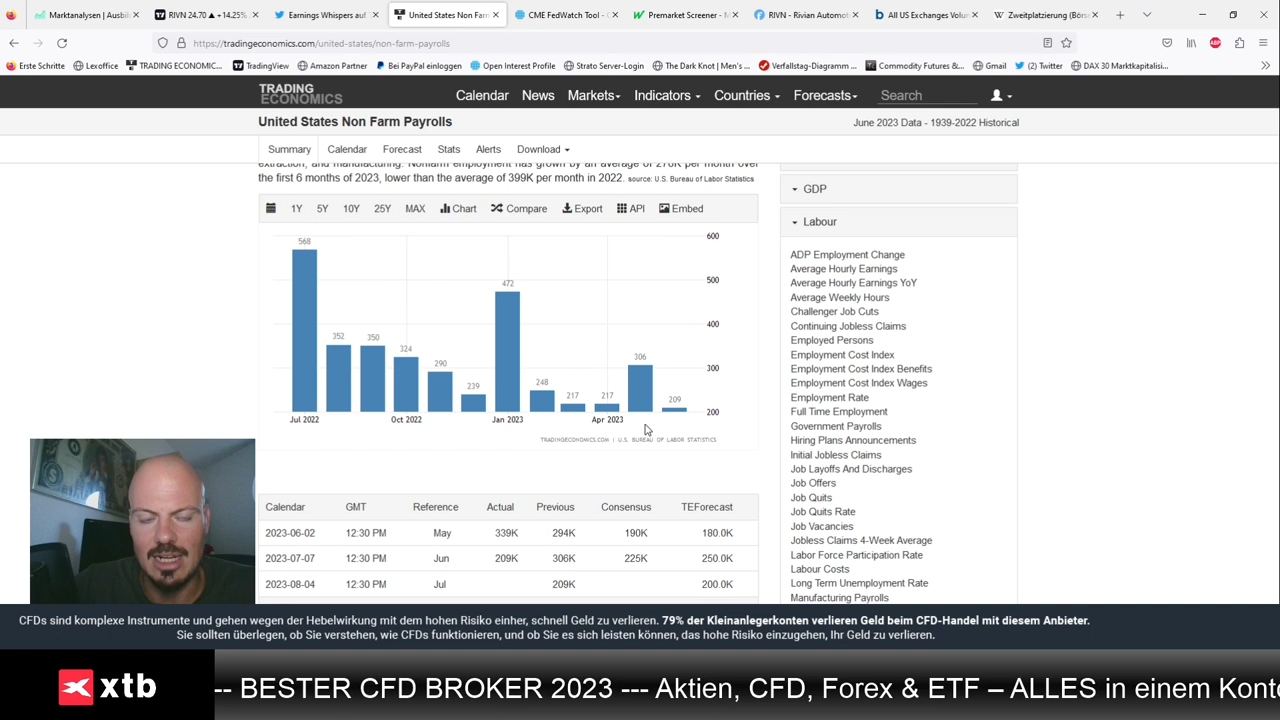 Marktanalysen | Ausbil
RIVN 24.70 ▲ +14.25%
Earnings Whispers auf
United States Non Farm
CME FedWatch Tool - C
Premarket Screener - M
RIVN - Rivian Automot
All US Exchanges Volu
Zweitplatzierung (Börse
https://tradingeconomics.com/united-states/non-farm-payrolls
Erste Schritte
Lexoffice
TRADING ECONOMIC...
TradingView
Amazon Partner
Bei PayPal einloggen
Open Interest Profile
Strato Server-Login
The Dark Knot | Men's ...
Verfallstag-Diagramm ...
Commodity Futures &...
Gmail
(2) Twitter
DAX 30 Marktkapitalisi...
TRADING
ECONOMICS
Calendar News Markets Indicators Countries Forecasts Search
United States Non Farm Payrolls
June 2023 Data - 1939-2022 Historical
Summary Calendar Forecast Stats Alerts Download
extraction, and manufacturing. Nonfarm employment has grown by an average of 278K per month over
the first 6 months of 2023, lower than the average of 399K per month in 2022. source: U.S. Bureau of Labor Statistics
1Y 5Y 10Y 25Y MAX Chart Compare Export API Embed
568
352
350
324
290
239
472
248
217
217
306
209
600
500
400
300
200
Jul 2022 Oct 2022 Jan 2023 Apr 2023
TRADINGECONOMICS.COM | U.S. BUREAU OF LABOR STATISTICS
Calendar GMT Reference Actual Previous Consensus TEForecast
2023-06-02 12:30 PM May 339K 294K 190K 180.0K
2023-07-07 12:30 PM Jun 209K 306K 225K 250.0K
2023-08-04 12:30 PM Jul 209K 200.0K
GDP
Labour
ADP Employment Change
Average Hourly Earnings
Average Hourly Earnings YoY
Average Weekly Hours
Challenger Job Cuts
Continuing Jobless Claims
Employed Persons
Employment Cost Index
Employment Cost Index Benefits
Employment Cost Index Wages
Employment Rate
Full Time Employment
Government Payrolls
Hiring Plans Announcements
Initial Jobless Claims
Job Layoffs And Discharges
Job Offers
Job Quits
Job Quits Rate
Job Vacancies
Jobless Claims 4-Week Average
Labor Force Participation Rate
Labour Costs
Long Term Unemployment Rate
Manufacturing Payrolls
CFDs sind komplexe Instrumente und gehen wegen der Hebelwirkung mit dem hohen Risiko einher, schnell Geld zu verlieren. 79% der Kleinanlegerkonten verlieren Geld beim CFD-Handel mit diesem Anbieter.
Sie sollten überlegen, ob Sie verstehen, wie CFDs funktionieren, und ob Sie es sich leisten können, das hohe Risiko einzugehen, Ihr Geld zu verlieren.
xtb
-- BESTER CFD BROKER 2023 --- Aktien, CFD, Forex & ETF – ALLES in einem Konto